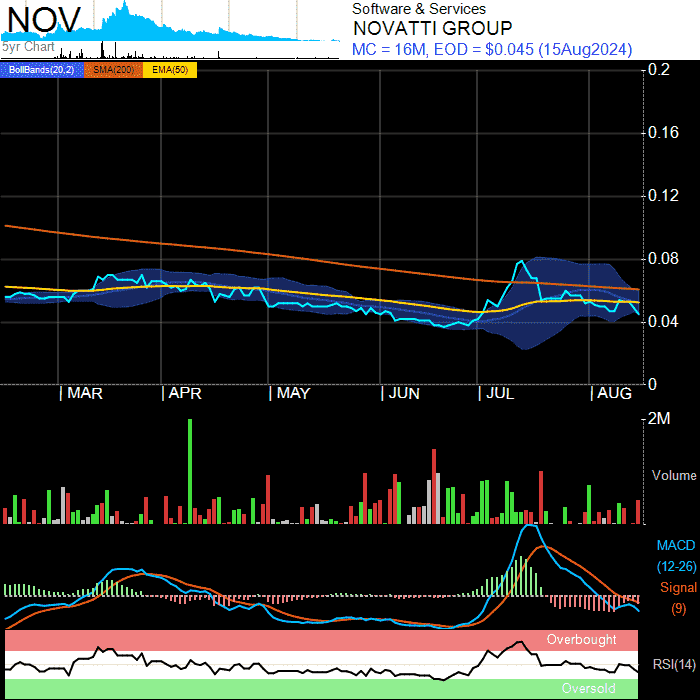 NOV
5yr Chart
Software & Services
NOVATTI GROUP
MC = 16M, EOD = $0.045 (15Aug2024)
BollBands(20,2) SMA(200) EMA(50)
0.2
0.16
0.12
0.08
0.04
0
MAR APR MAY JUN JUL AUG
2M
Volume
MACD
(12-26)
Signal
(9)
Overbought
RSI(14)
Oversold